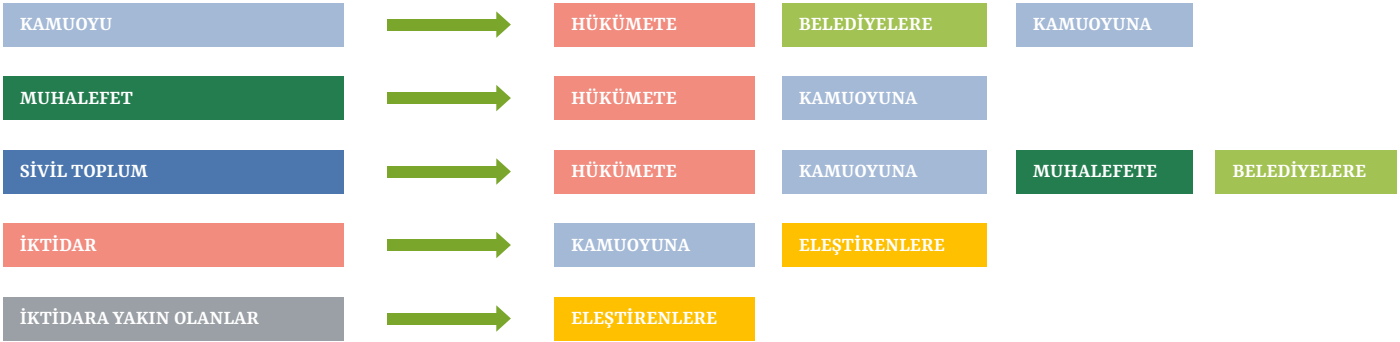 KAMUOYU HÜKÜMETE BELEDİYELERE KAMUOYUNA
MUHALEFET HÜKÜMETE KAMUOYUNA
SİVİL TOPLUM HÜKÜMETE KAMUOYUNA MUHALEFETE BELEDİYELERE
İKTİDAR KAMUOYUNA ELEŞTİRENLERE
İKTİDARA YAKIN OLANLAR ELEŞTİRENLERE